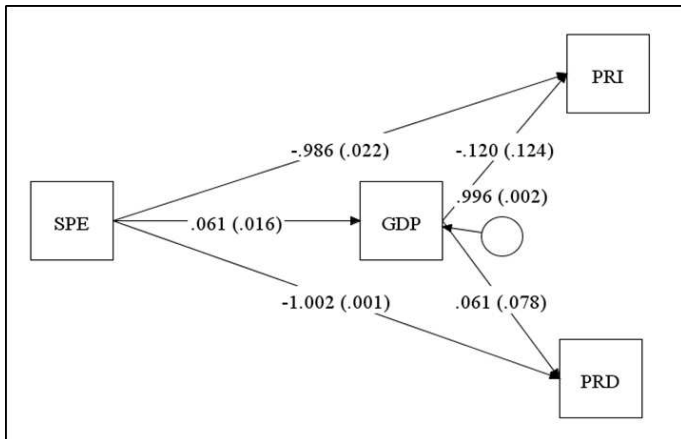 PRI
-.986 (.022)
-.120 (.124)
.996 (.002)
SPE
.061 (.016)
GDP
-1.002 (.001)
.061 (.078)
PRD